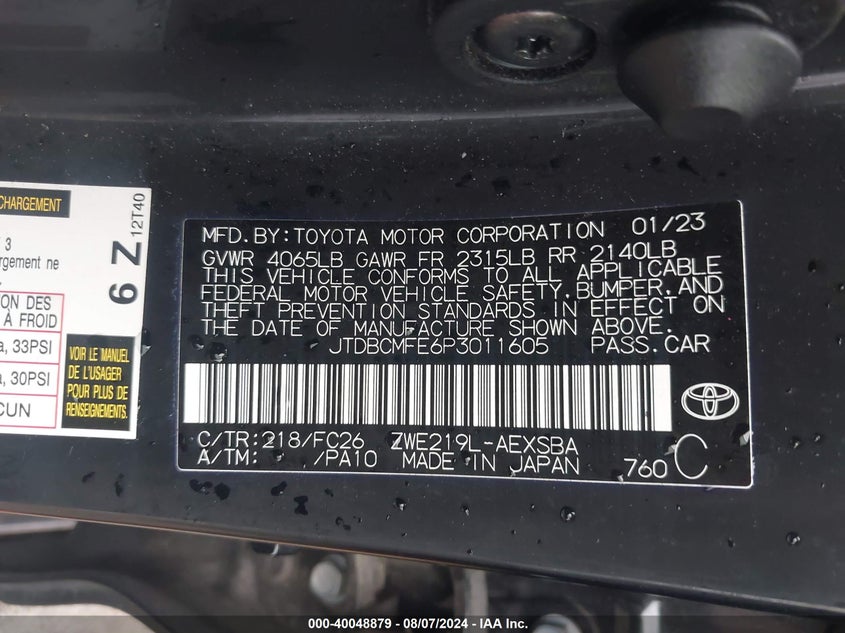 CHARGEMENT
3
argement ne
ION DES
À FROID
a, 33PSI
a, 30PSI
CUN
VOIR LE MANUEL
DE L'USAGER
POUR PLUS DE
RENSEIGNEMENTS.
6 Z
12T40
MFD.BY:TOYOTA MOTOR CORPORATION 01/23
GVWR 4065LB GAWR FR 2315LB RR 2140LB
THIS VEHICLE CONFORMS TO ALL APPLICABLE
FEDERAL MOTOR VEHICLE SAFETY,BUMPER,AND
THEFT PREVENTION STANDARDS IN EFFECT ON
THE DATE OF MANUFACTURE SHOWN ABOVE.
JTDBCMFE6P3011605 PASS.CAR
C/TR:218/FC26 ZWE219L-AEXSBA
A/TM: /PA10 MADE IN JAPAN 760 C
000-40048879 - 08/07/2024 - IAA Inc.